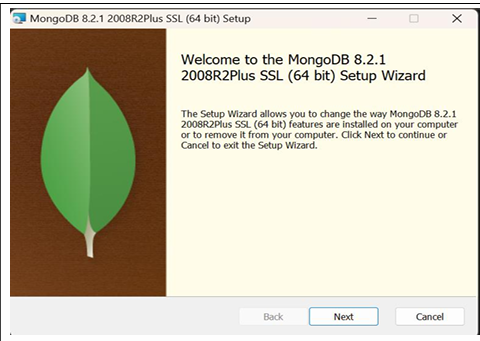 MongoDB 8.2.1 2008R2Plus SSL (64 bit) Setup
Welcome to the MongoDB 8.2.1
2008R2Plus SSL (64 bit) Setup Wizard
The Setup Wizard allows you to change the way MongoDB 8.2.1
2008R2Plus SSL (64 bit) features are installed on your computer
or to remove it from your computer. Click Next to continue or
Cancel to exit the Setup Wizard.
Back Next Cancel